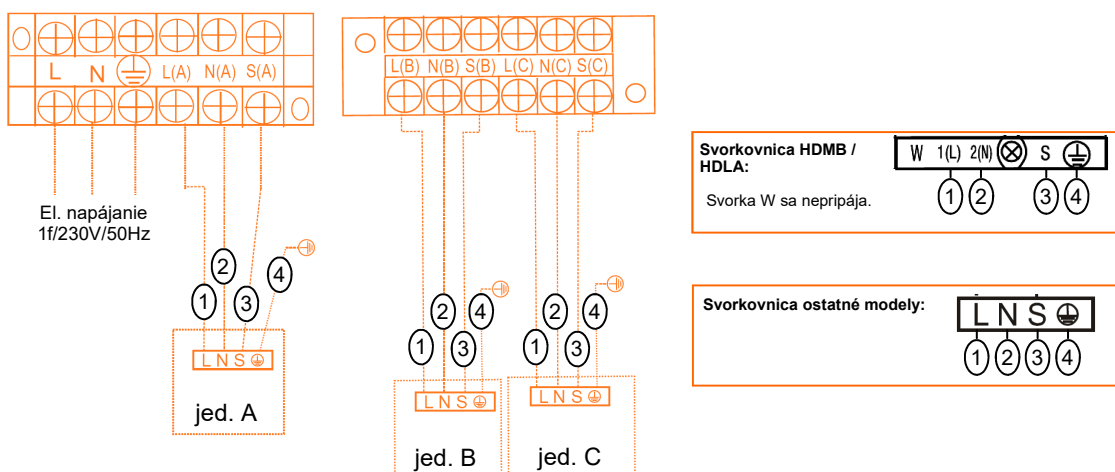 L N L(A) N(A) S(A)
El. napájanie
1f/230V/50Hz
1 2 3 4
L N S
jed. A
L(B) N(B) S(B) L(C) N(C) S(C)
1 2 3 4
L N S
jed. B
1 2 3 4
L N S
jed. C
Svorkovnica HDMB /
HDLA:
Svorka W sa nepripája.
W 1(L) 2(N) S
1 2 3 4
Svorkovnica ostatné modely:
L N S
1 2 3 4